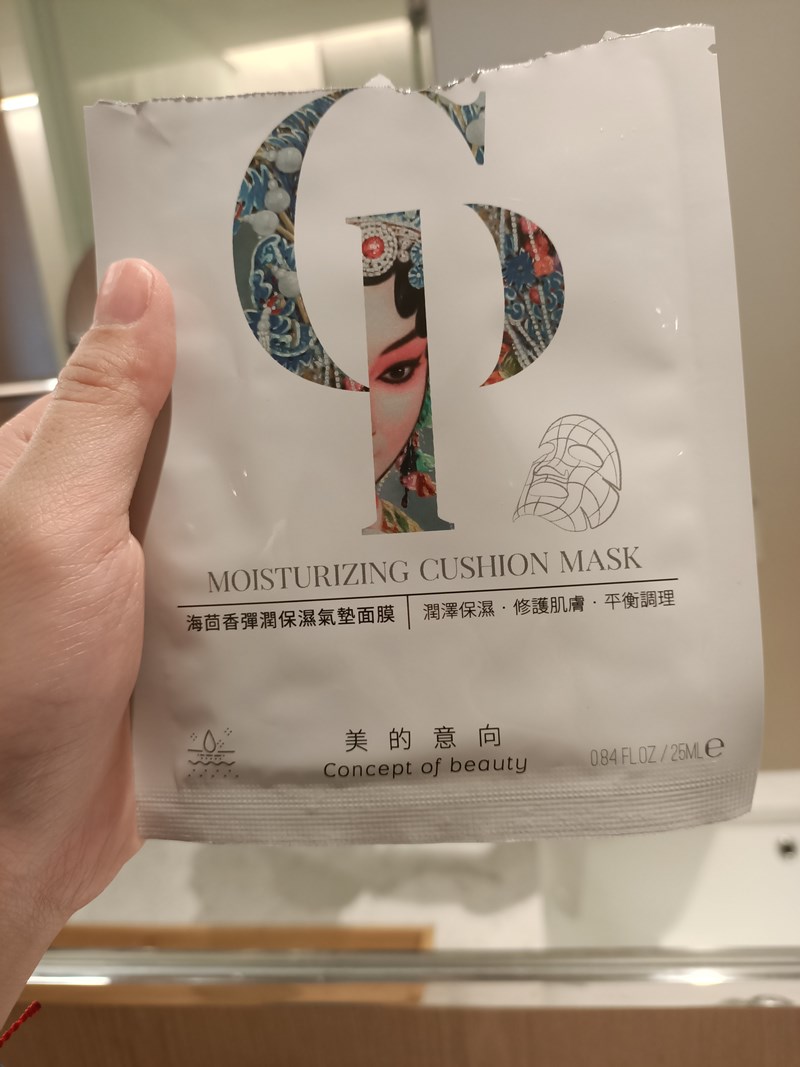 MOISTURIZING CUSHION MASK
海茴香彈潤保濕氣墊面膜
潤澤保濕·修護肌膚·平衡調理
美的意向
Concept of beauty
0.84 FL.OZ / 25ML℮